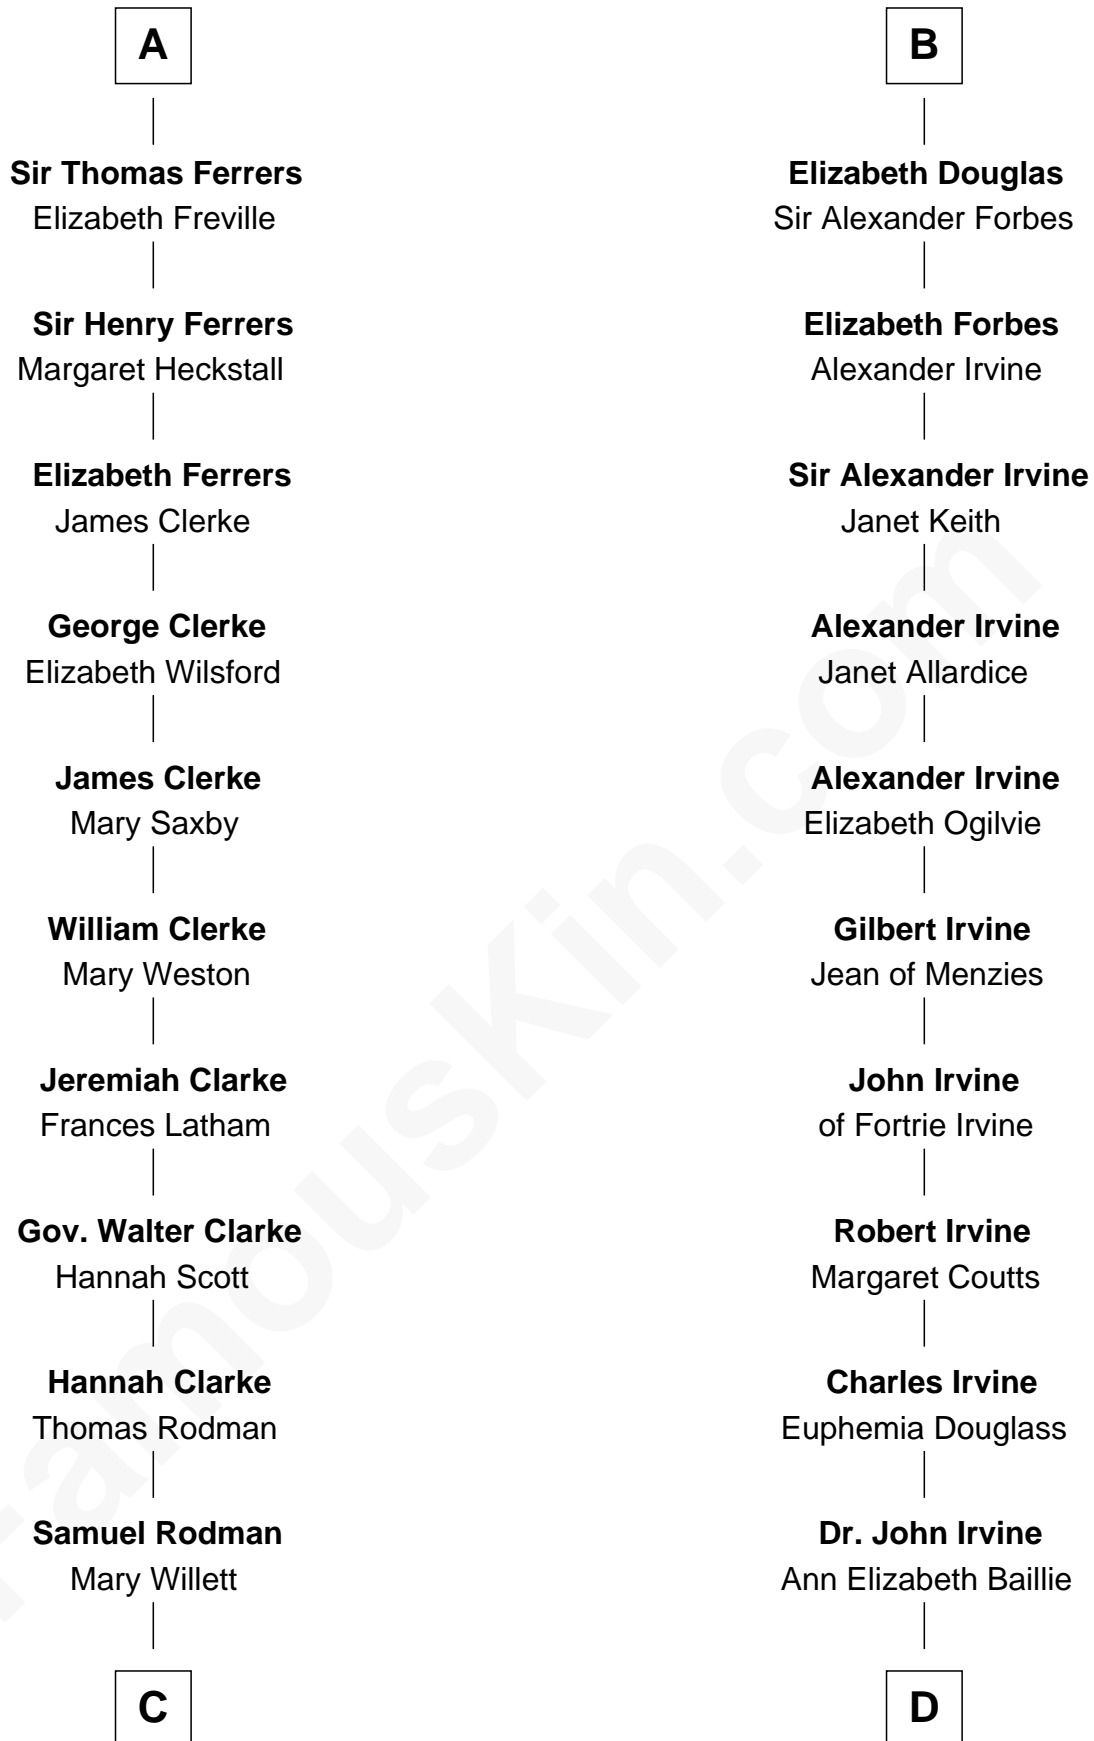 A
Sir Thomas Ferrers
Elizabeth Freville
Sir Henry Ferrers
Margaret Heckstall
Elizabeth Ferrers
James Clerke
George Clerke
Elizabeth Wilsford
James Clerke
Mary Saxby
William Clerke
Mary Weston
Jeremiah Clarke
Frances Latham
Gov. Walter Clarke
Hannah Scott
Hannah Clarke
Thomas Rodman
Samuel Rodman
Mary Willett
C
B
Elizabeth Douglas
Sir Alexander Forbes
Elizabeth Forbes
Alexander Irvine
Sir Alexander Irvine
Janet Keith
Alexander Irvine
Janet Allardice
Alexander Irvine
Elizabeth Ogilvie
Gilbert Irvine
Jean of Menzies
John Irvine
of Fortrie Irvine
Robert Irvine
Margaret Coutts
Charles Irvine
Euphemia Douglass
Dr. John Irvine
Ann Elizabeth Baillie
D
FamousKin.com